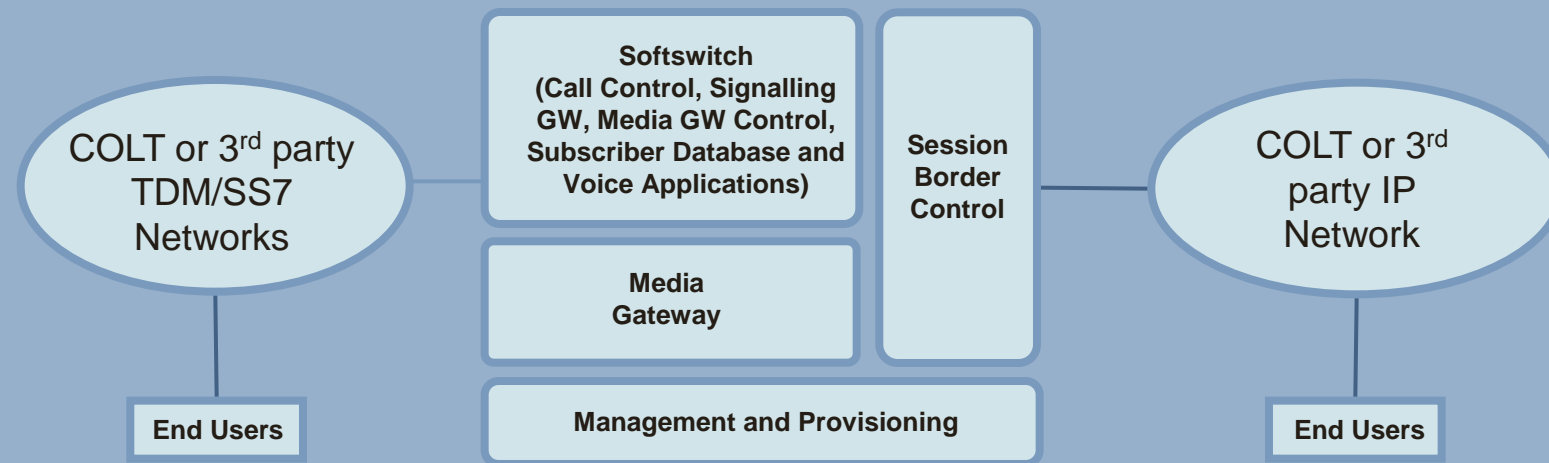 COLT or 3rd party
TDM/SS7
Networks
End Users
Softswitch
(Call Control, Signalling
GW, Media GW Control,
Subscriber Database and
Voice Applications)
Media
Gateway
Management and Provisioning
Session
Border
Control
COLT or 3rd
party IP
Network
End Users